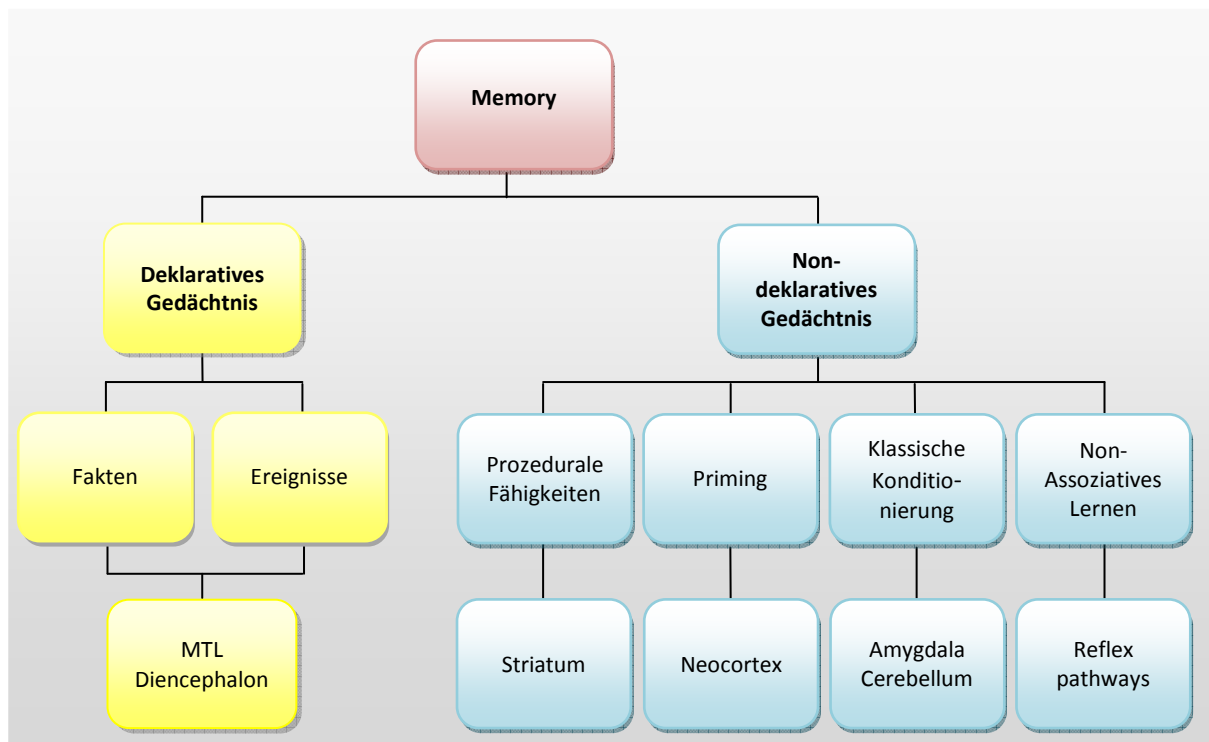 Memory
Deklaratives
Gedächtnis
Non-
deklaratives
Gedächtnis
Fakten
Ereignisse
Prozedurale
Fähigkeiten
Priming
Klassische
Konditio-
nierung
Non-
Assoziatives
Lernen
MTL
Diencephalon
Striatum
Neocortex
Amygdala
Cerebellum
Reflex
pathways